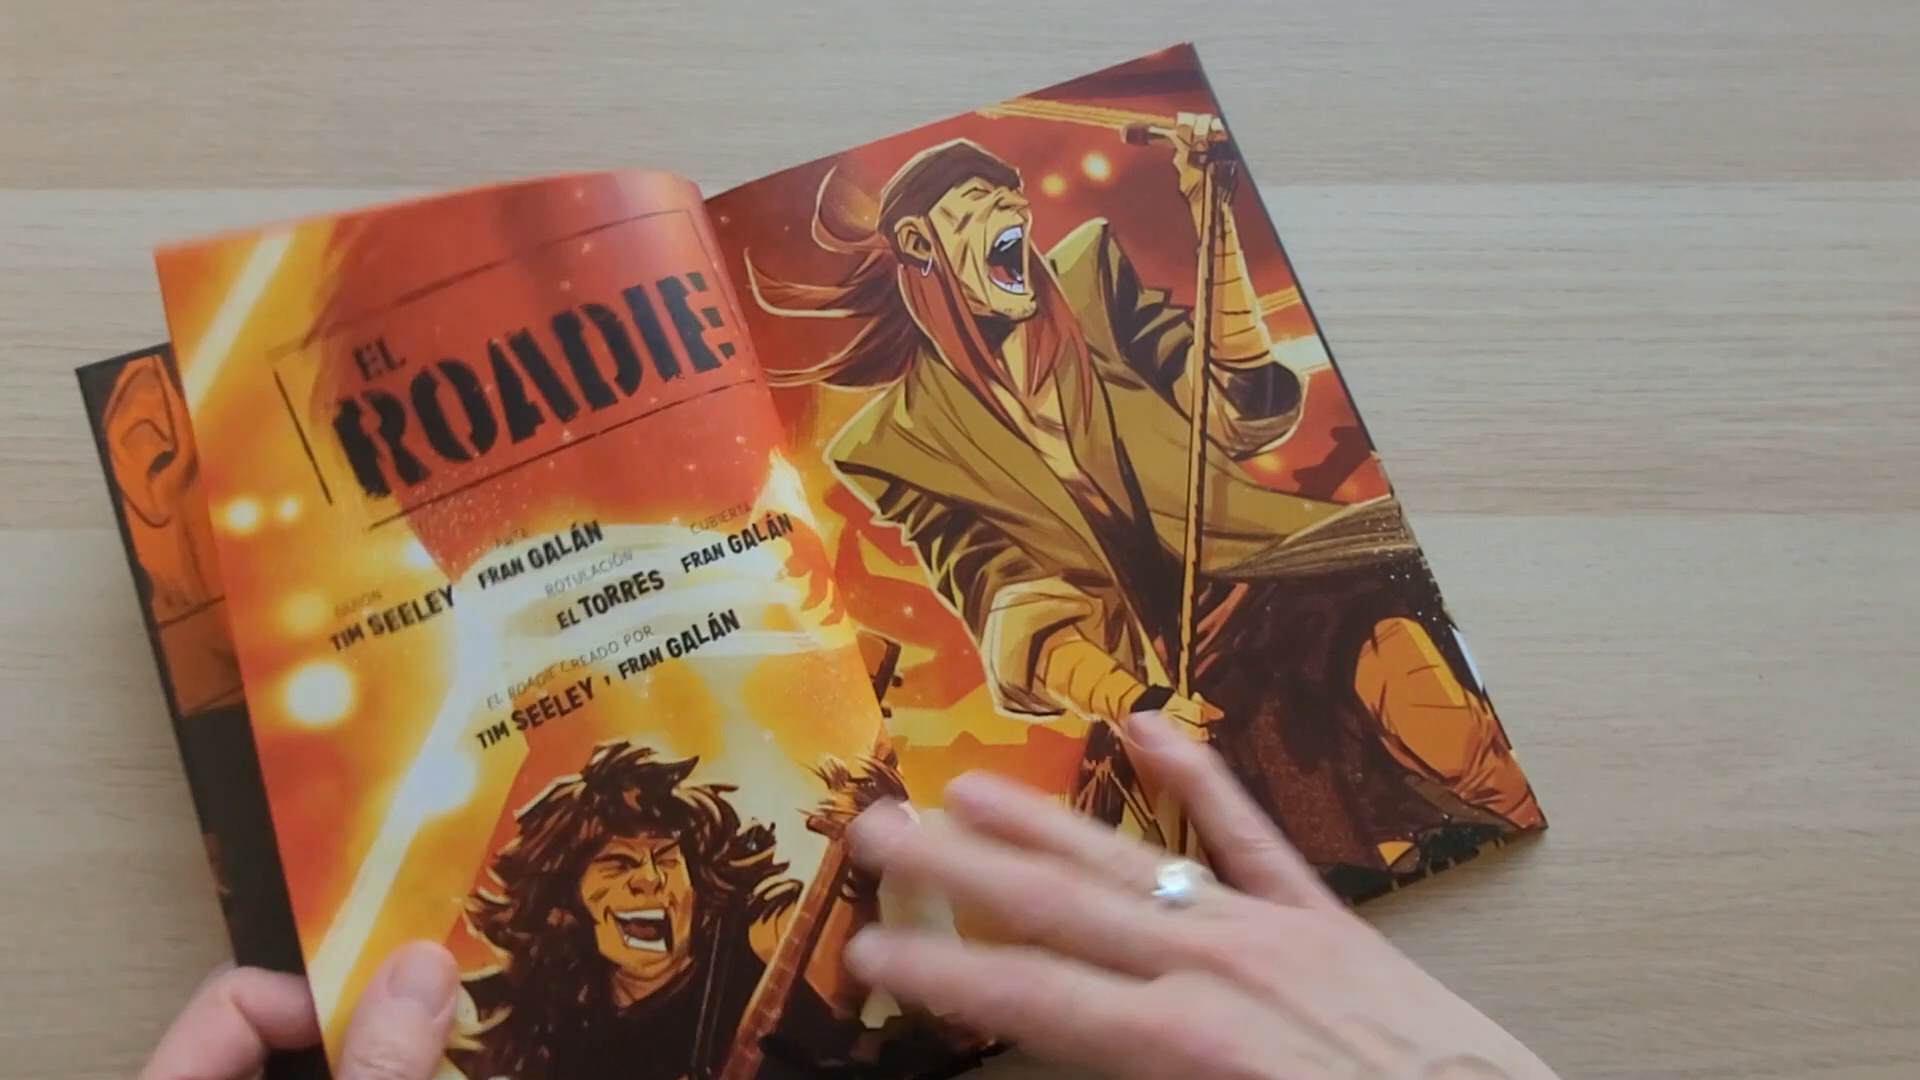 EL
ROADIE
GUION
TIM SEELEY
ARTE
FRAN GALÁN
ROTULACIÓN
EL TORRES
CUBIERTA
FRAN GALÁN
EL ROADIE CREADO POR
TIM SEELEY Y FRAN GALÁN